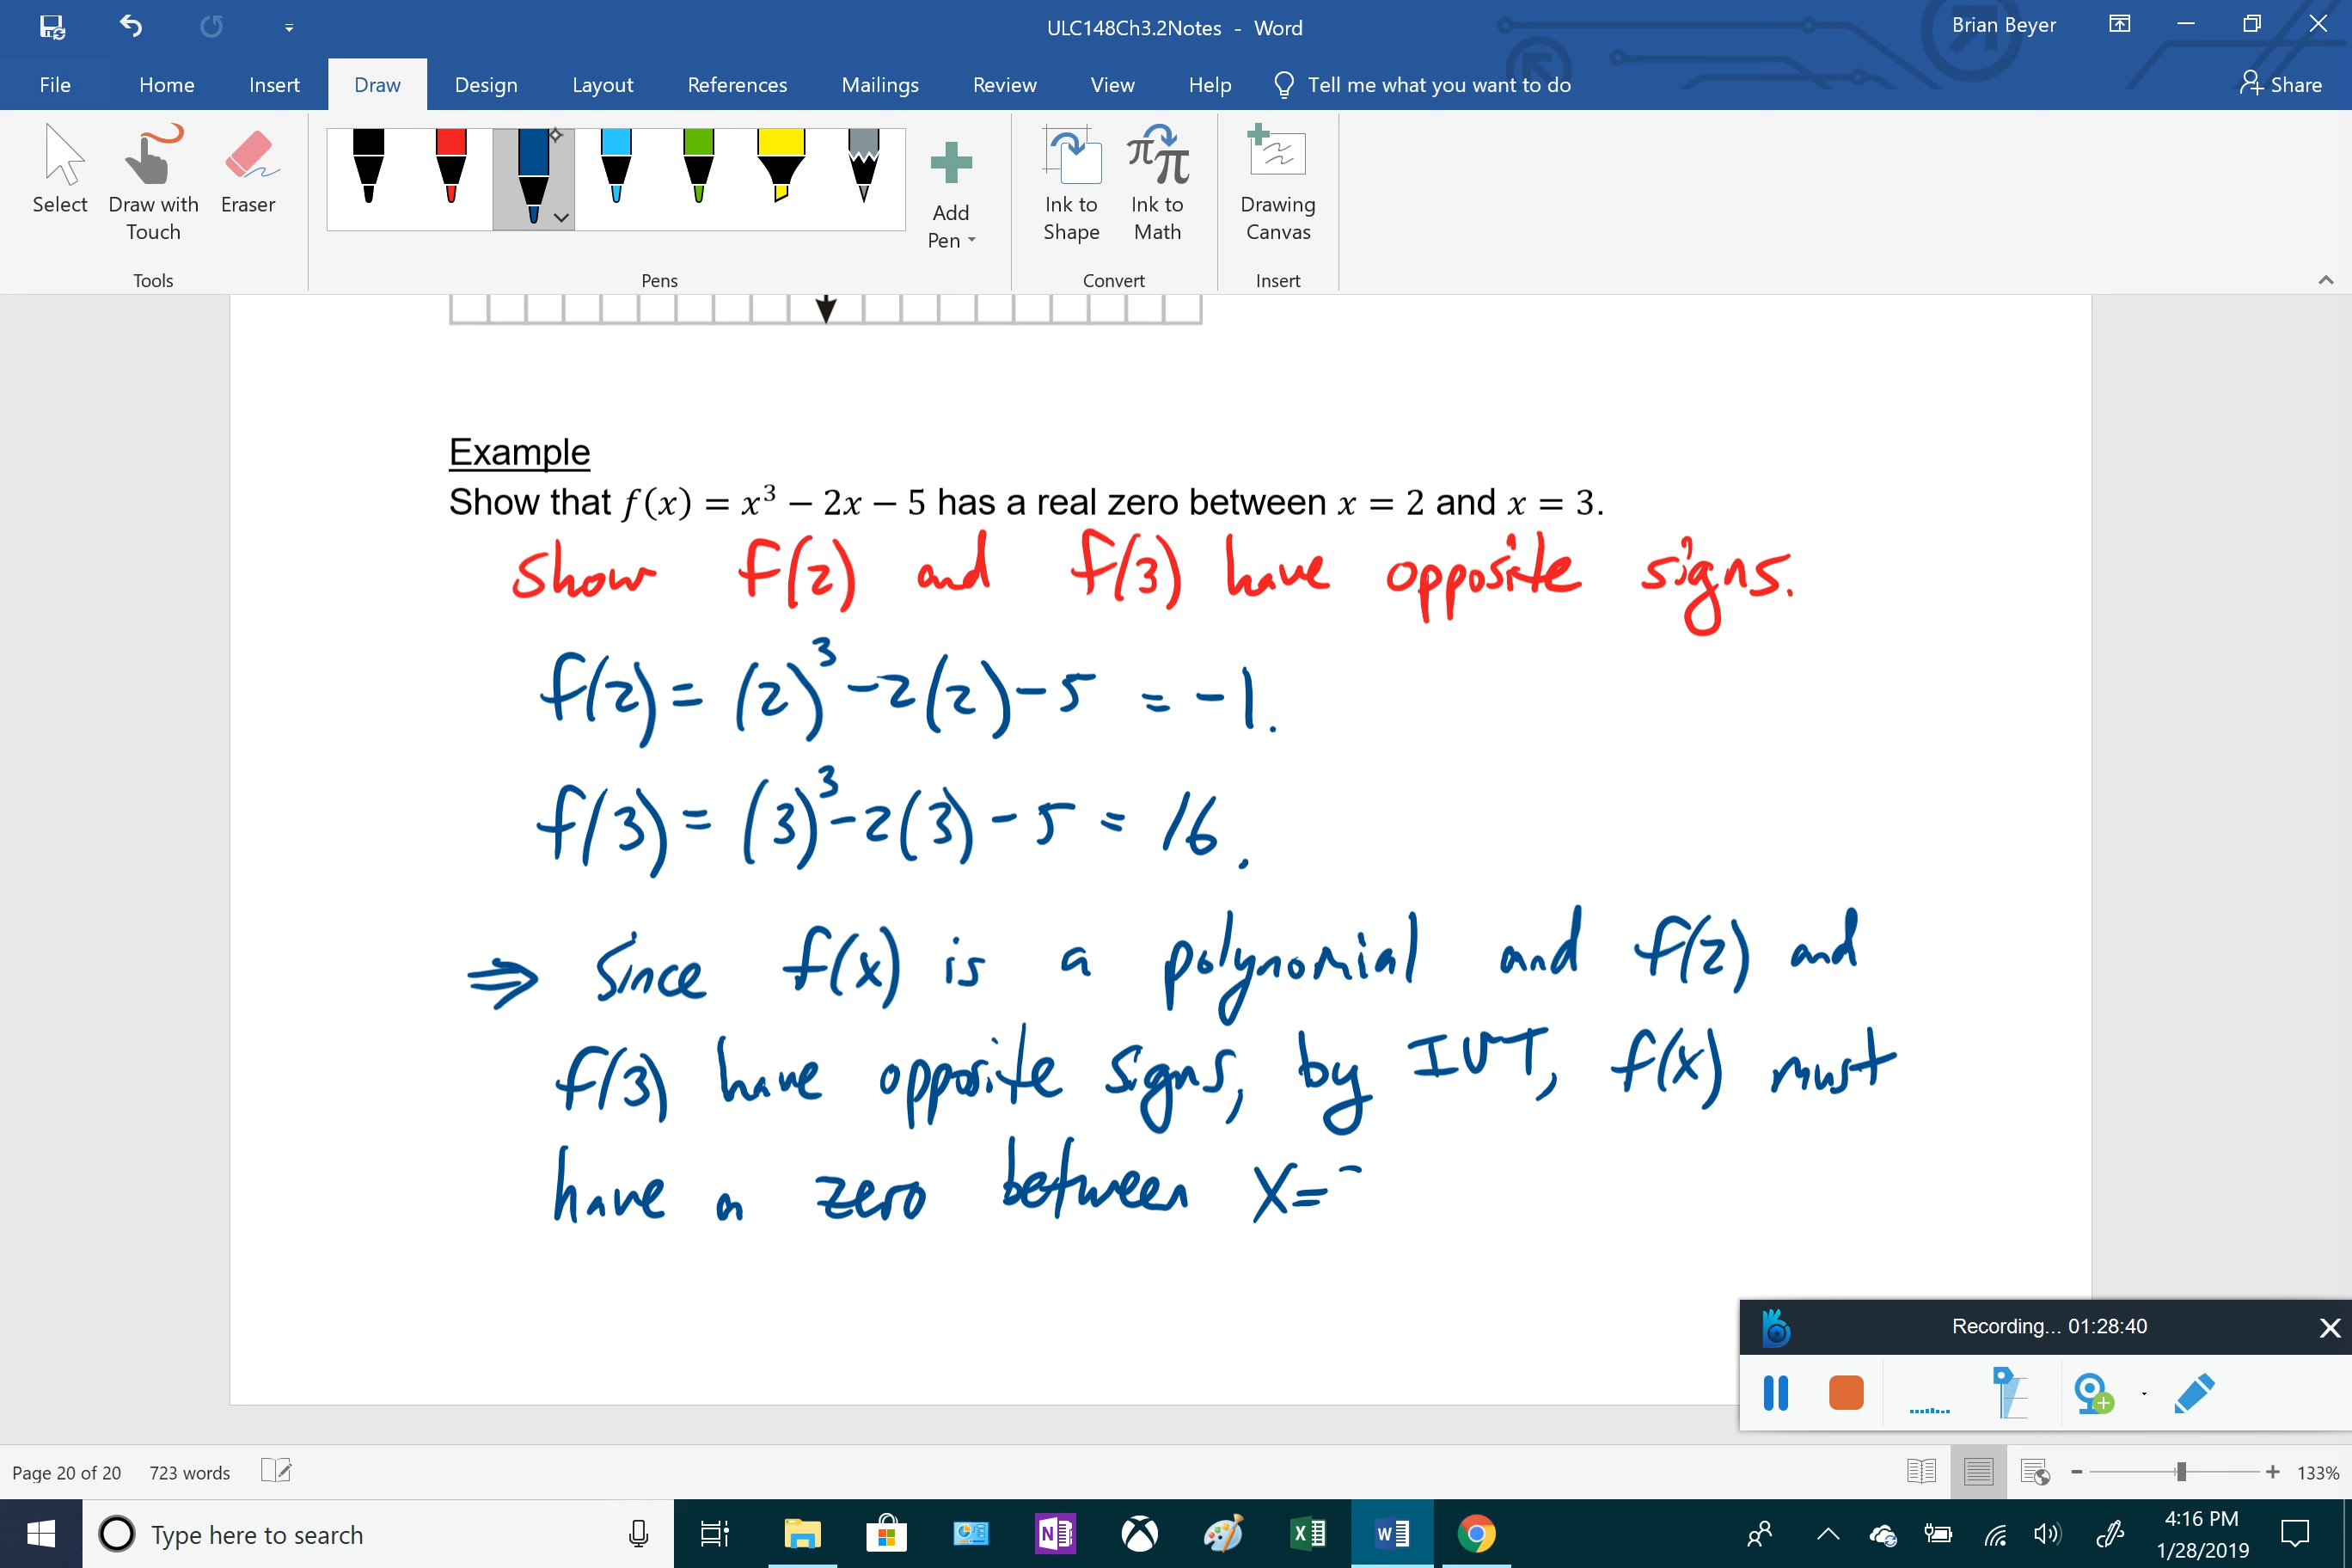 ULC148Ch3.2Notes - Word
Brian Beyer
File Home Insert Draw Design Layout References Mailings Review View Help Tell me what you want to do Share
Select Draw with Touch Eraser Add Pen Ink to Shape Ink to Math Drawing Canvas
Tools Pens Convert Insert
Example
Show that f(x) = x³ − 2x − 5 has a real zero between x = 2 and x = 3.
show f(2) and f(3) have opposite signs.
f(2) = (2)³ - 2(2) - 5 = -1.
f(3) = (3)³ - 2(3) - 5 = 16.
⇒ Since f(x) is a polynomial and f(2) and
f(3) have opposite signs, by IVT, f(x) must
have a zero between x=
Recording... 01:28:40
Page 20 of 20 723 words 133%
Type here to search
4:16 PM
1/28/2019